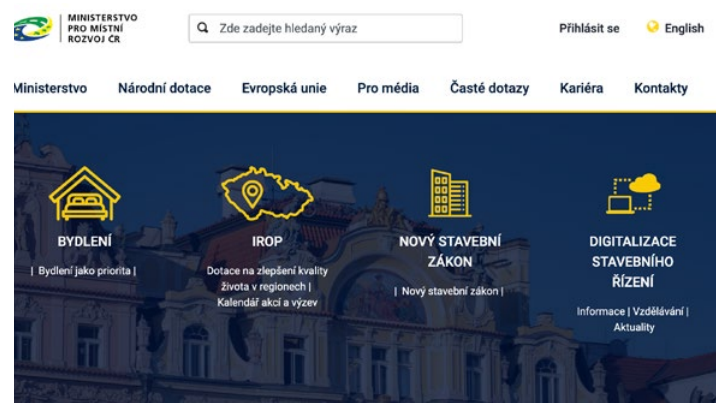 MINISTERSTVO
PRO MÍSTNÍ
ROZVOJ ČR
Zde zadejte hledaný výraz
Přihlásit se
English
Ministerstvo
Národní dotace
Evropská unie
Pro média
Časté dotazy
Kariéra
Kontakty
BYDLENÍ
| Bydlení jako priorita |
IROP
Dotace na zlepšení kvality
života v regionech |
Kalendář akcí a výzev
NOVÝ STAVEBNÍ
ZÁKON
| Nový stavební zákon |
DIGITALIZACE
STAVEBNÍHO
ŘÍZENÍ
Informace | Vzdělávání |
Aktuality